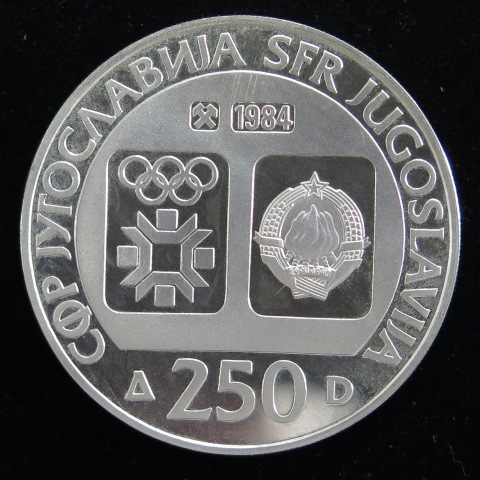 СФР ЈУГОСЛАВИЈА SFR JUGOSLAVIJA
1984
Д 250 D